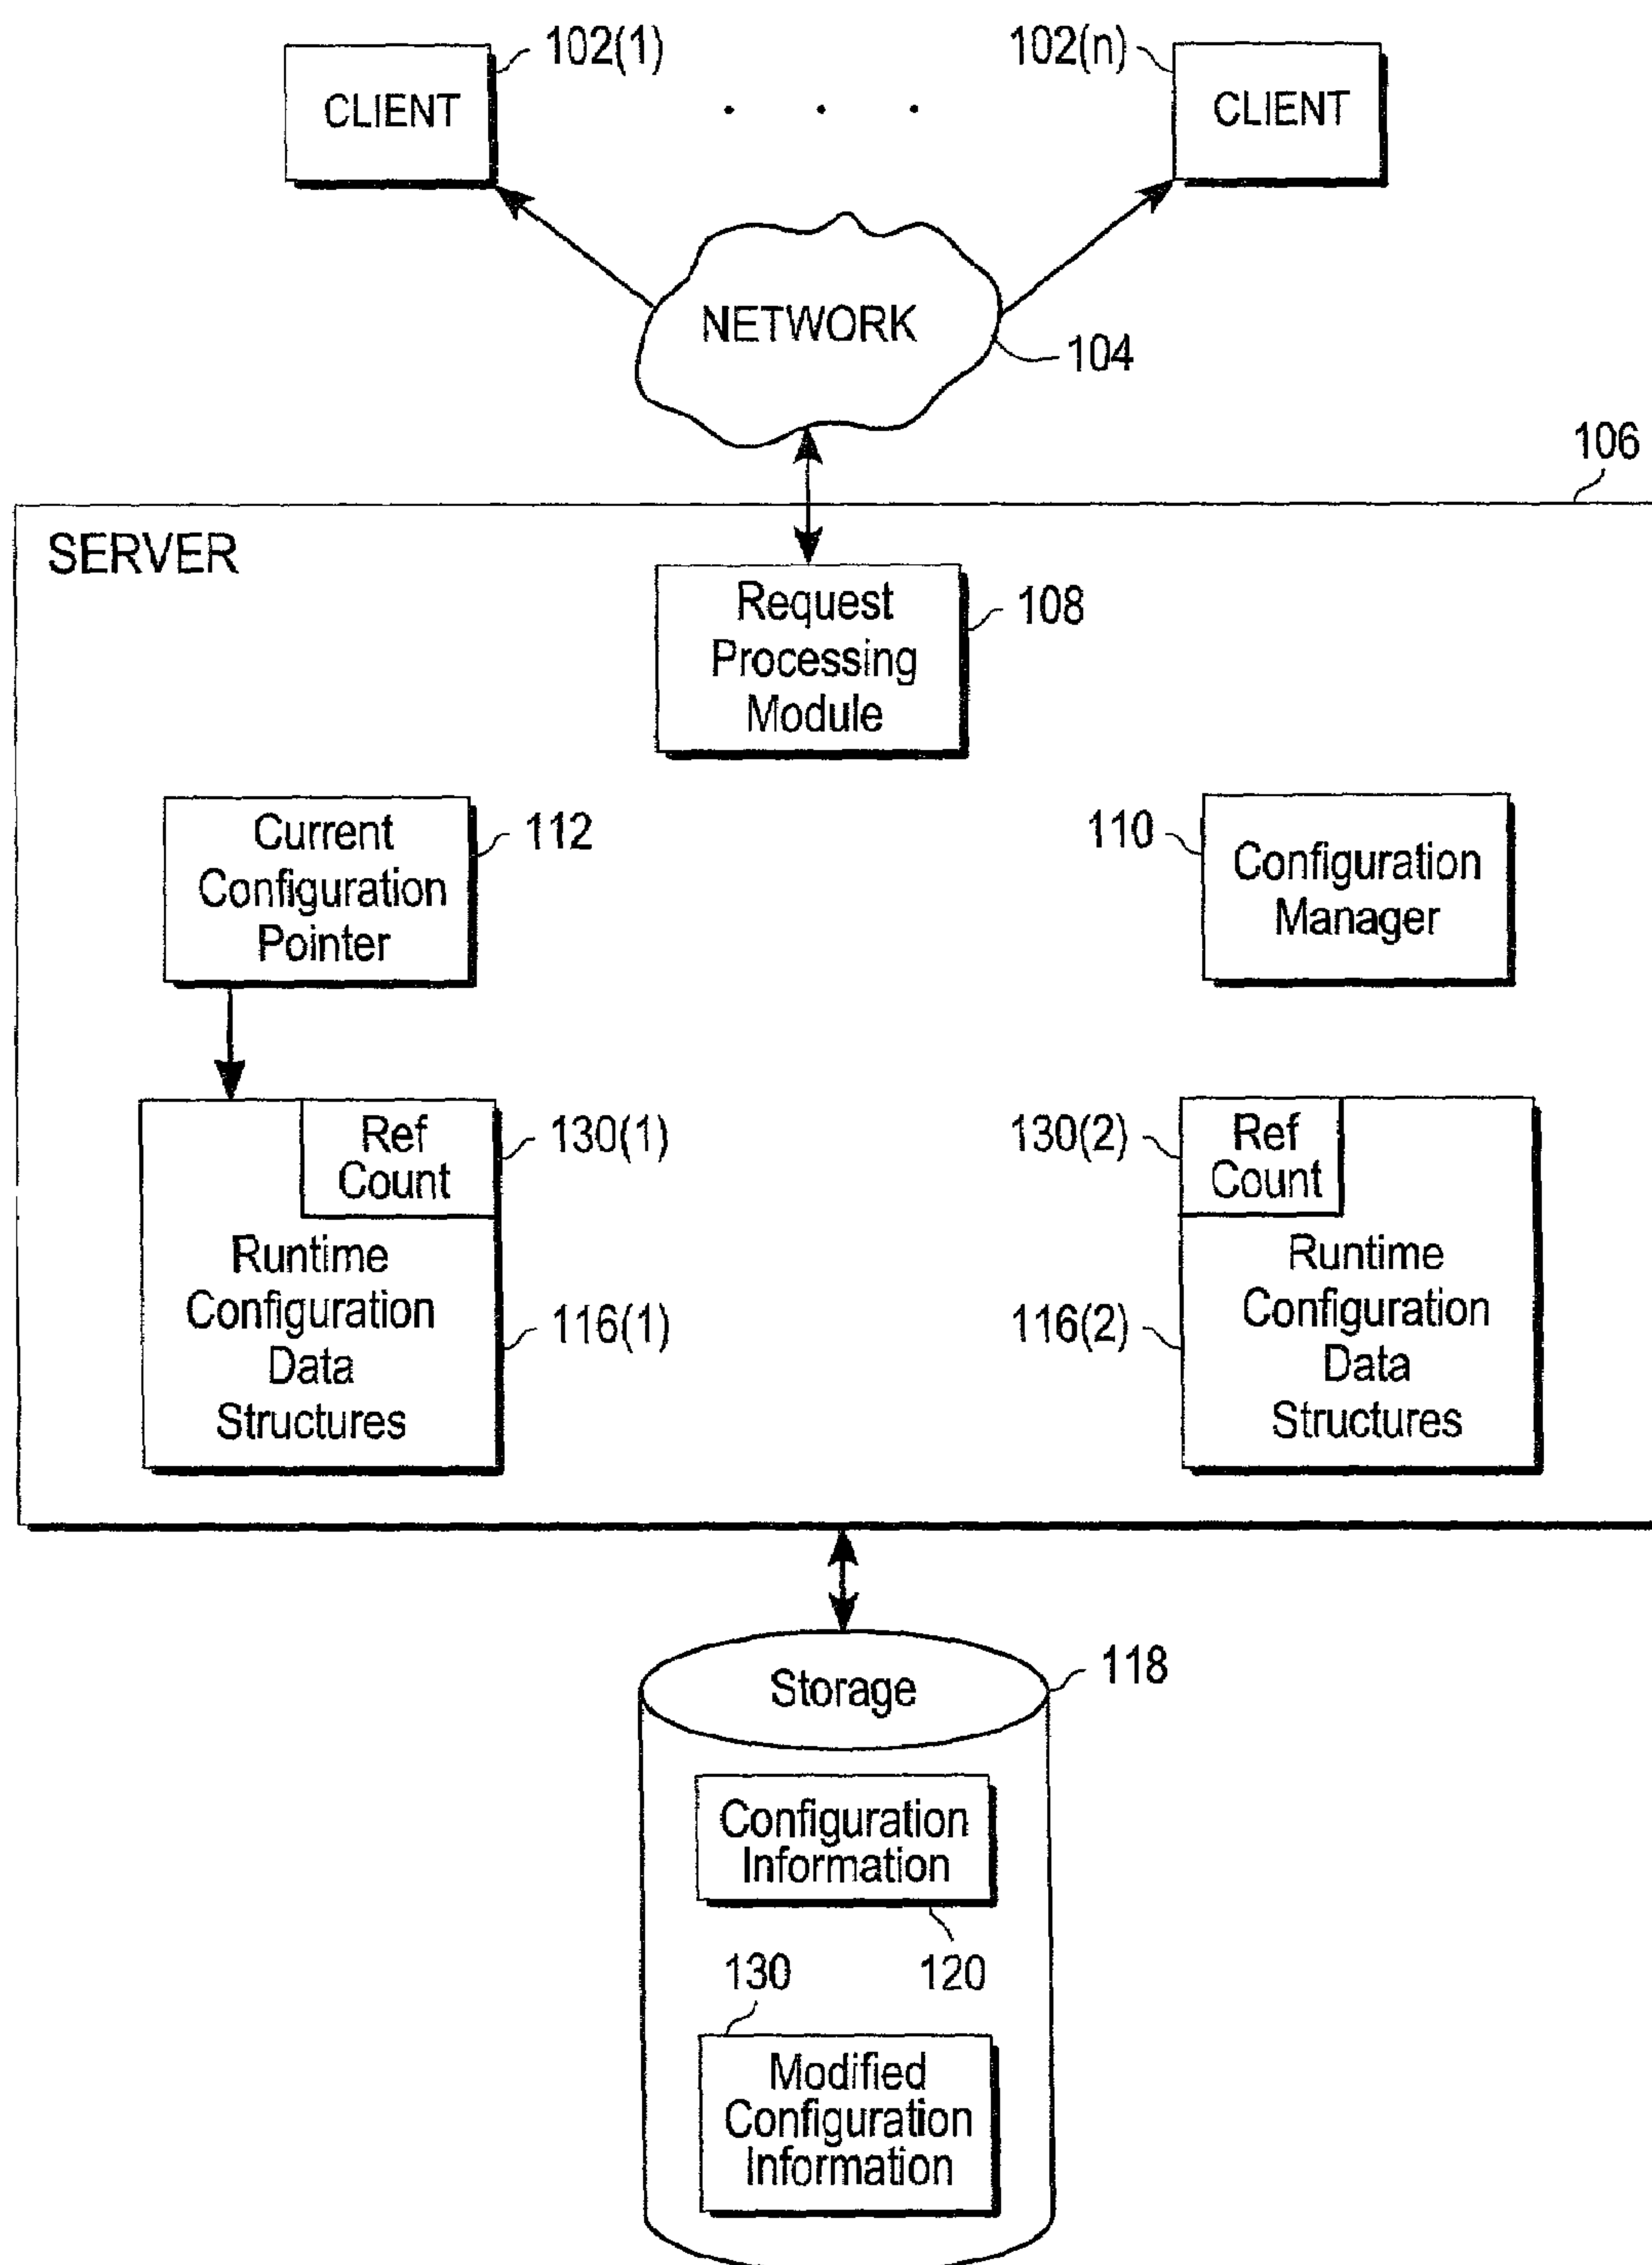 102(1)
102(n)
CLIENT
. . .
CLIENT
NETWORK
104
106
SERVER
Request
Processing
Module
108
Current
Configuration
Pointer
112
110
Configuration
Manager
Ref
Count
130(1)
130(2)
Ref
Count
Runtime
Configuration
Data
Structures
116(1)
116(2)
Runtime
Configuration
Data
Structures
Storage
118
Configuration
Information
130
120
Modified
Configuration
Information